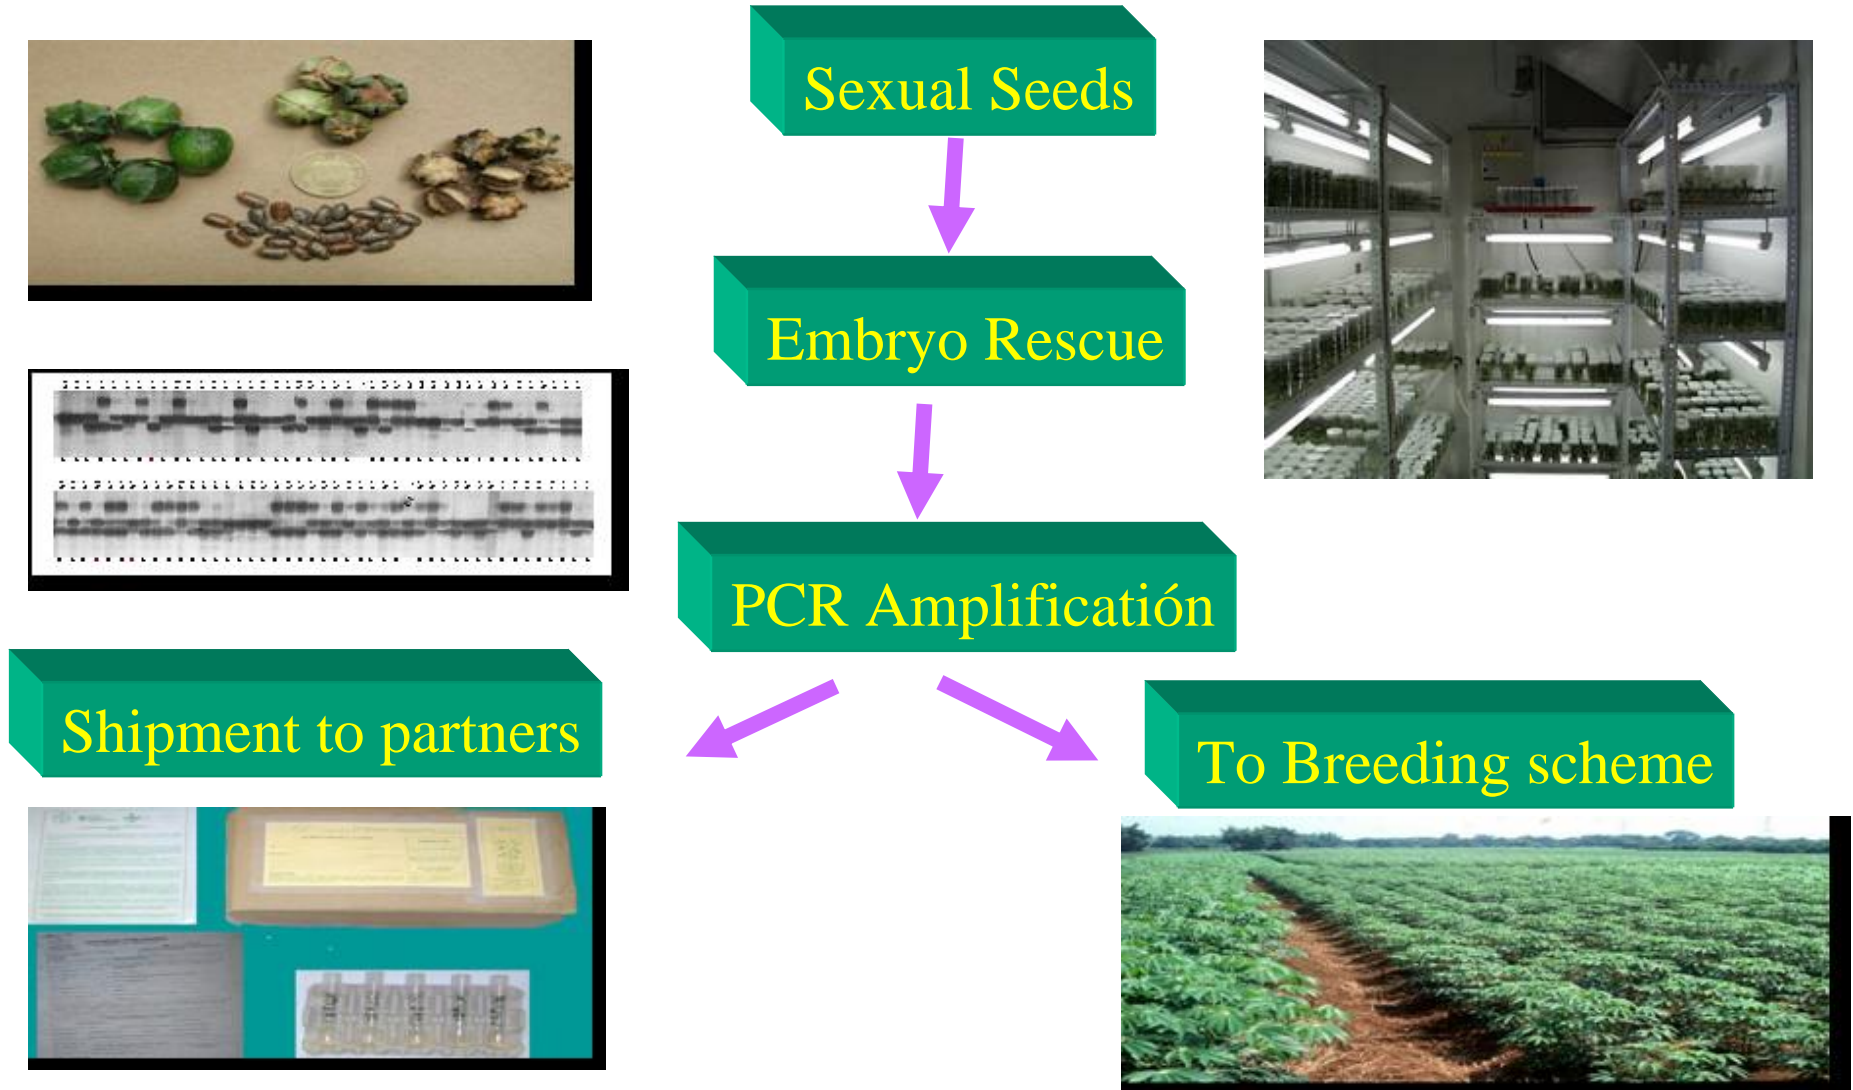 Sexual Seeds
Embryo Rescue
PCR Amplificatión
Shipment to partners
To Breeding scheme